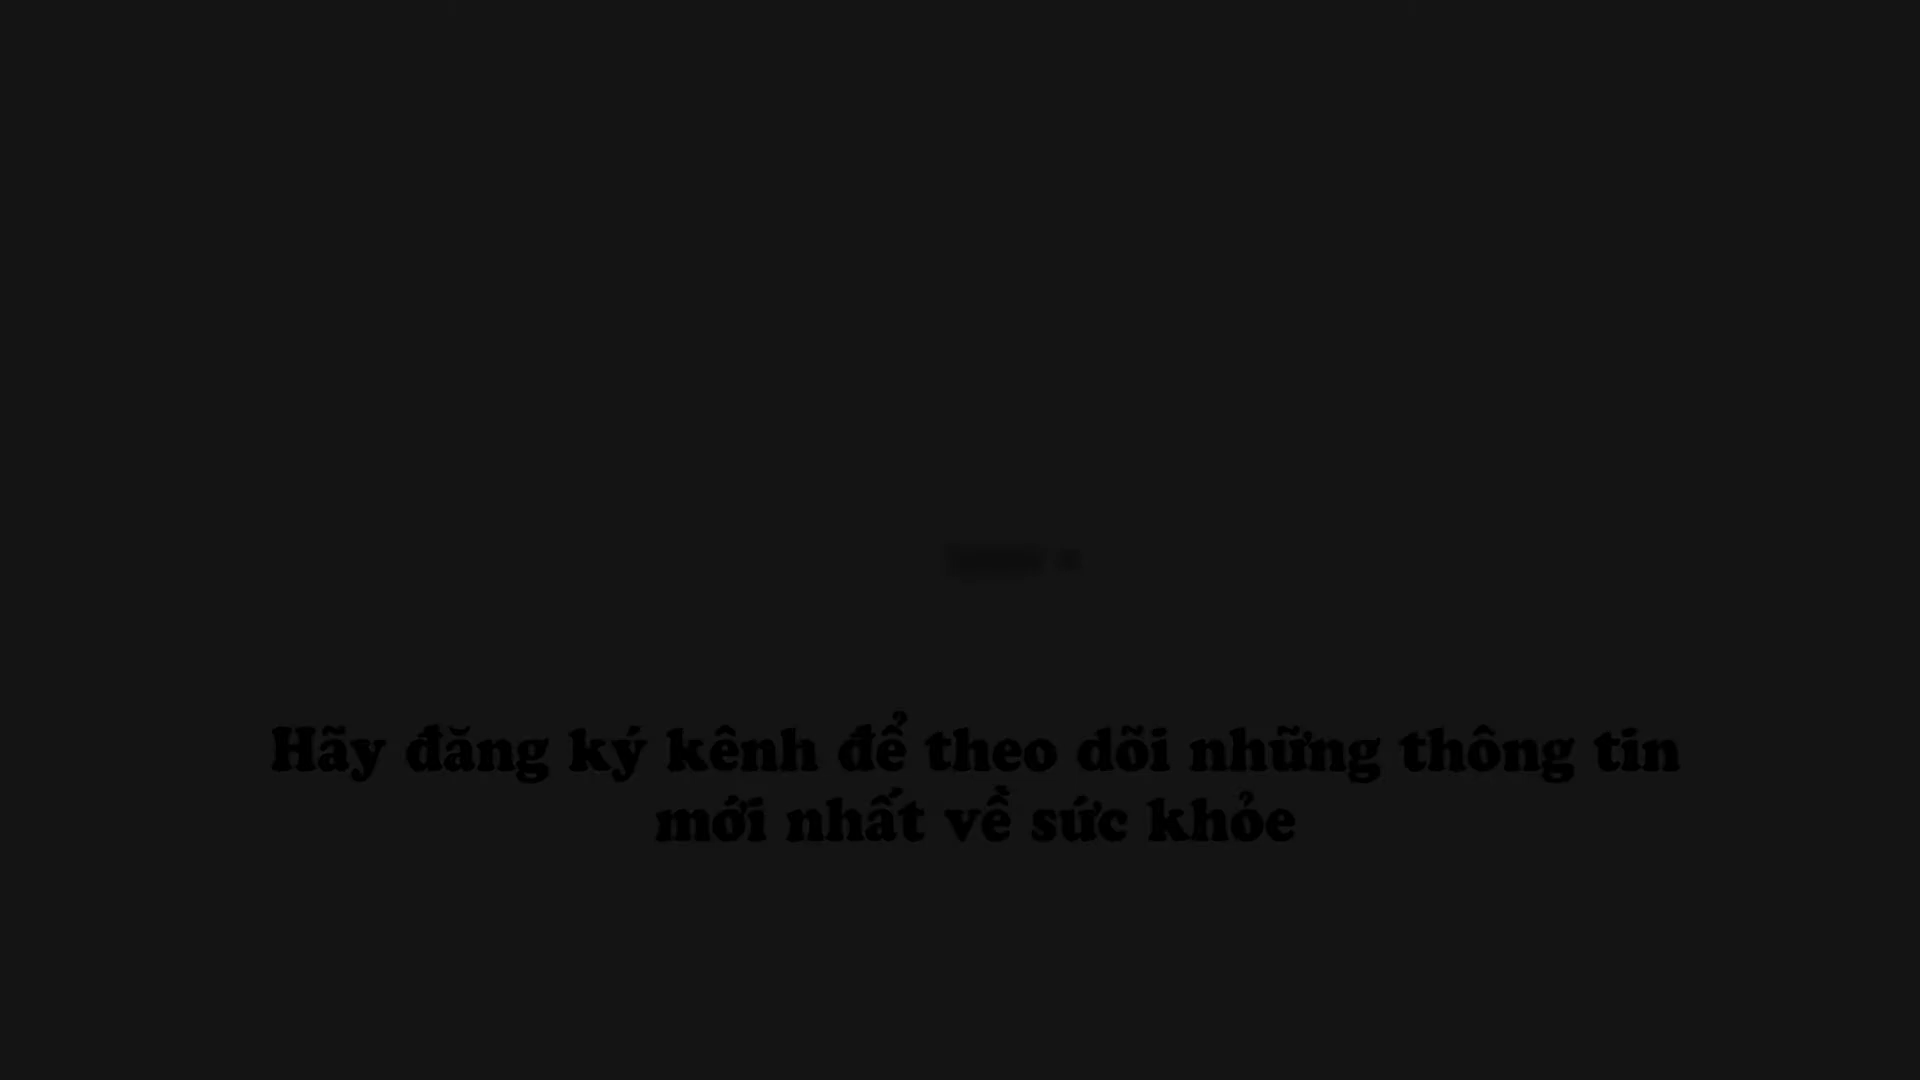 Hãy đăng ký kênh để theo dõi những thông tin
mới nhất về sức khỏe